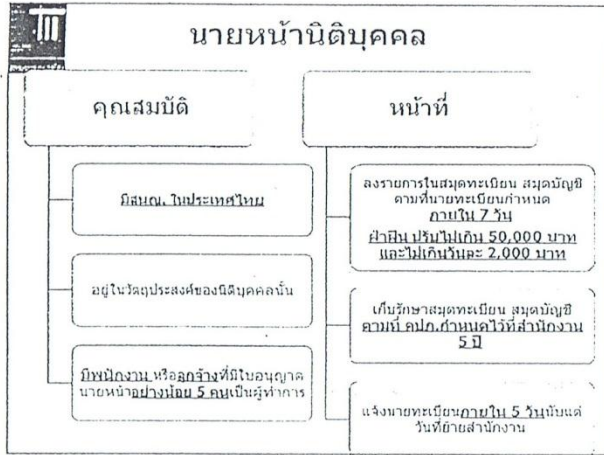 นายหน้านิติบุคคล
คุณสมบัติ
มีสนญ. ในประเทศไทย
อยู่ในวัตถุประสงค์ของนิติบุคคลนั้น
มีพนักงาน หรือลูกจ้างที่มีใบอนุญาต
นายหน้าอย่างน้อย 5 คนเป็นผู้ทำการ
หน้าที่
ลงรายการในสมุดทะเบียน สมุดบัญชี
ตามที่นายทะเบียนกำหนด
ภายใน 7 วัน
ฝ่าฝืน ปรับไม่เกิน 50,000 บาท
และไม่เกินวันละ 2,000 บาท
เก็บรักษาสมุดทะเบียน สมุดบัญชี
ตามที่ คปภ.กำหนดไว้ที่สำนักงาน
5 ปี
แจ้งนายทะเบียนภายใน 5 วันนับแต่
วันที่ย้ายสำนักงาน